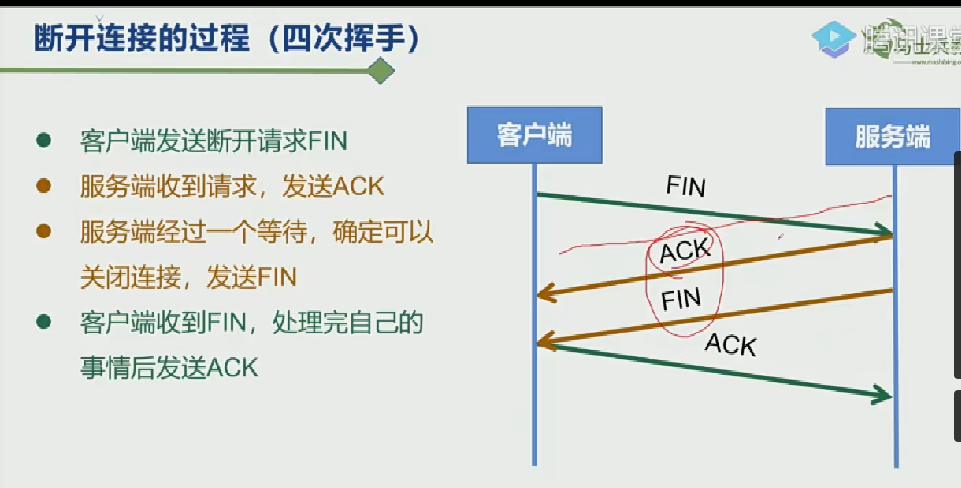 断开连接的过程（四次挥手）
腾讯课堂
客户端发送断开请求FIN
服务端收到请求，发送ACK
服务端经过一个等待，确定可以
关闭连接，发送FIN
客户端收到FIN，处理完自己的
事情后发送ACK
客户端
服务端
FIN
ACK
FIN
ACK